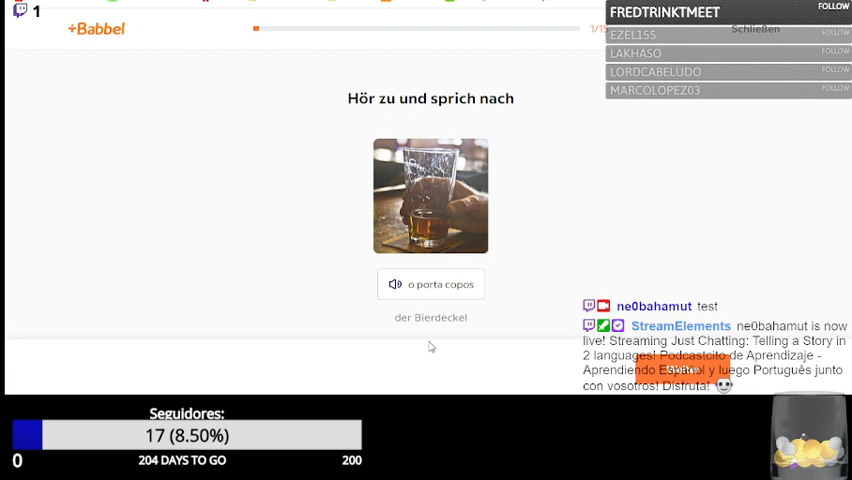 1
+Babbel
1/15
Schließen
FREDTRINKTMEET FOLLOW
EZEL155 FOLLOW
LAKHASO FOLLOW
LORDCABELUDO FOLLOW
MARCOLOPEZ03 FOLLOW
Hör zu und sprich nach
o porta copos
der Bierdeckel
ne0bahamut test
StreamElements ne0bahamut is now
live! Streaming Just Chatting: Telling a Story in
2 languages! Podcastcito de Aprendizaje -
Aprendiendo Español y luego Português junto
con vosotros! Disfruta!
Seguidores:
17 (8.50%)
0 204 DAYS TO GO 200